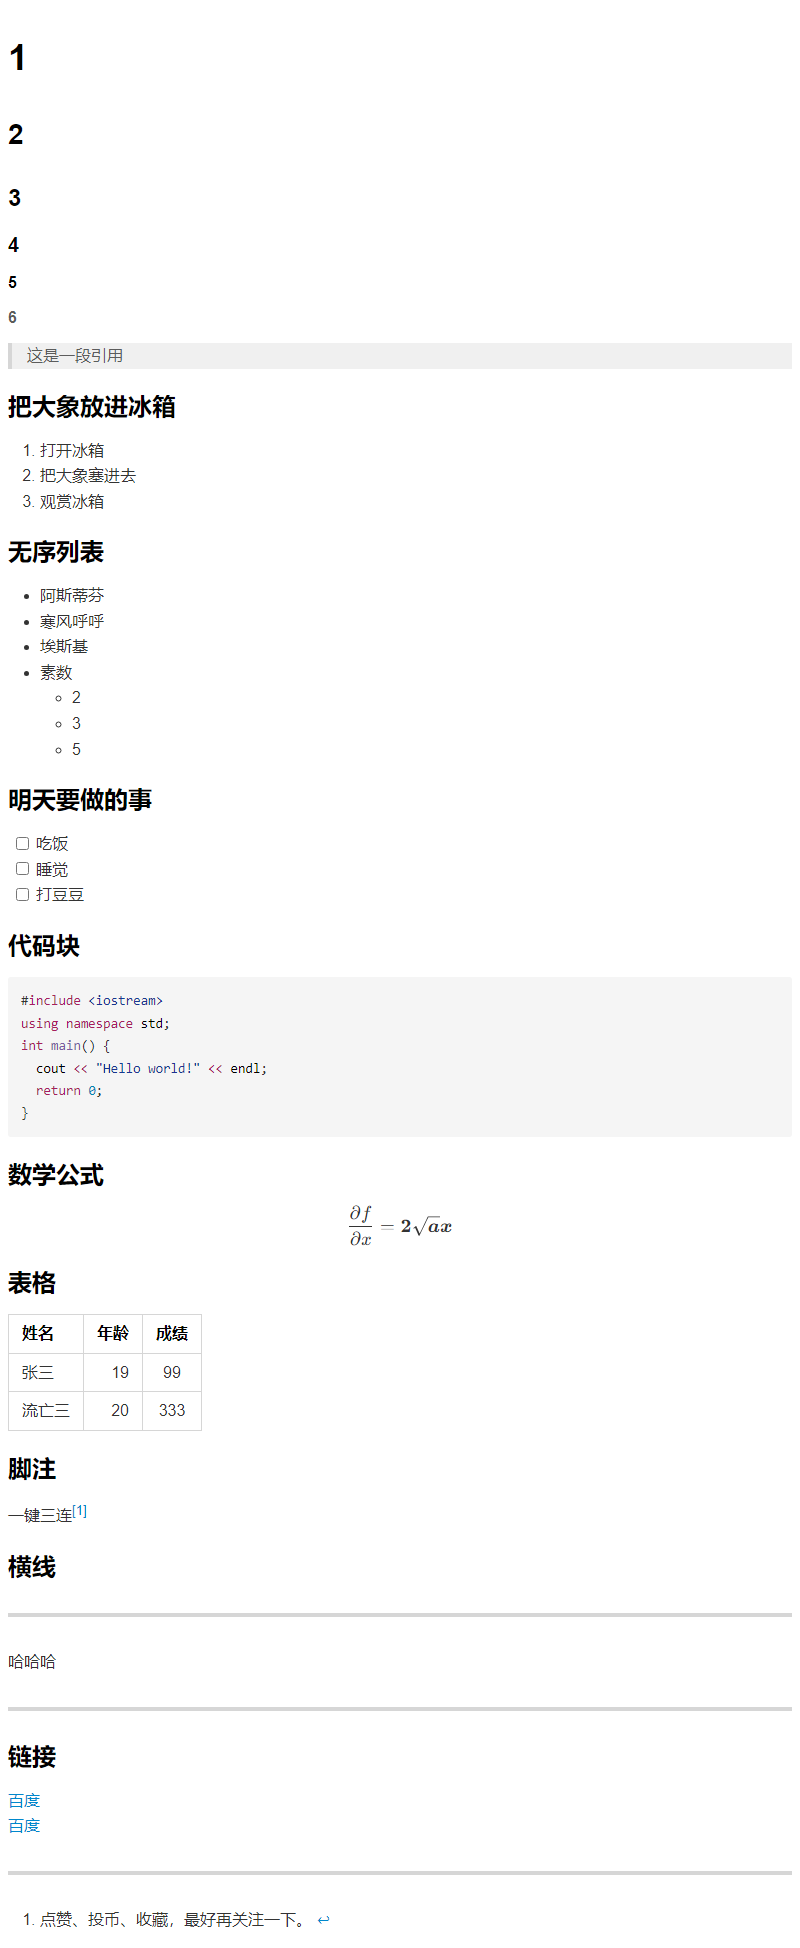 1
2
3
4
5
6
这是一段引用
把大象放进冰箱
1. 打开冰箱
2. 把大象塞进去
3. 观赏冰箱
无序列表
• 阿斯蒂芬
• 寒风呼呼
• 埃斯基
• 素数
◦ 2
◦ 3
◦ 5
明天要做的事
☐ 吃饭
☐ 睡觉
☐ 打豆豆
代码块
#include <iostream>
using namespace std;
int main() {
  cout << "Hello world!" << endl;
  return 0;
}
数学公式
∂f/∂x = 2√a x
表格
姓名 年龄 成绩
张三 19 99
流亡三 20 333
脚注
一键三连[1]
横线
哈哈哈
链接
百度
百度
1. 点赞、投币、收藏，最好再关注一下。 ↩